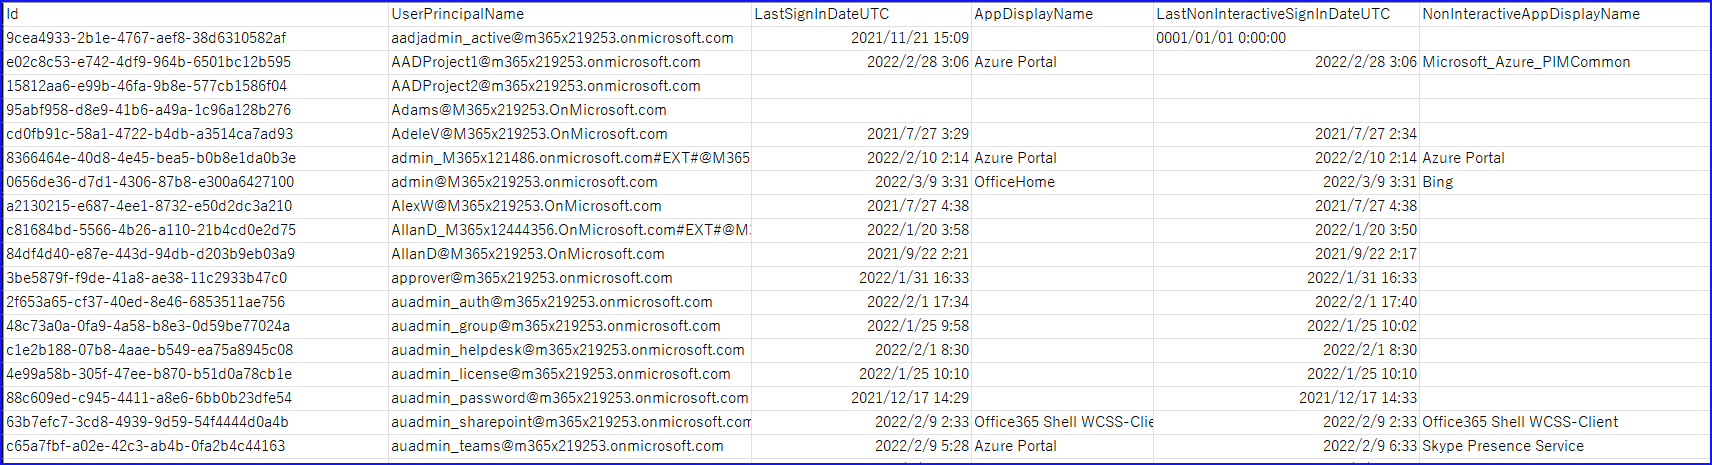 Id UserPrincipalName LastSignInDateUTC AppDisplayName LastNonInteractiveSignInDateUTC NonInteractiveAppDisplayName
9cea4933-2b1e-4767-aef8-38d6310582af aadjadmin_active@m365x219253.onmicrosoft.com 2021/11/21 15:09 0001/01/01 0:00:00
e02c8c53-e742-4df9-964b-6501bc12b595 AADProject1@m365x219253.onmicrosoft.com 2022/2/28 3:06 Azure Portal 2022/2/28 3:06 Microsoft_Azure_PIMCommon
15812aa6-e99b-46fa-9b8e-577cb1586f04 AADProject2@m365x219253.onmicrosoft.com
95abf958-d8e9-41b6-a49a-1c96a128b276 Adams@M365x219253.OnMicrosoft.com
cd0fb91c-58a1-4722-b4db-a3514ca7ad93 AdeleV@M365x219253.OnMicrosoft.com 2021/7/27 3:29 2021/7/27 2:34
8366464e-40d8-4e45-bea5-b0b8e1da0b3e admin_M365x121486.onmicrosoft.com#EXT#@M365 2022/2/10 2:14 Azure Portal 2022/2/10 2:14 Azure Portal
0656de36-d7d1-4306-87b8-e300a6427100 admin@M365x219253.onmicrosoft.com 2022/3/9 3:31 OfficeHome 2022/3/9 3:31 Bing
a2130215-e687-4ee1-8732-e50d2dc3a210 AlexW@M365x219253.OnMicrosoft.com 2021/7/27 4:38 2021/7/27 4:38
c81684bd-5566-4b26-a110-21b4cd0e2d75 AllanD_M365x12444356.OnMicrosoft.com#EXT#@M 2022/1/20 3:58 2022/1/20 3:50
84df4d40-e87e-443d-94db-d203b9eb03a9 AllanD@M365x219253.OnMicrosoft.com 2021/9/22 2:21 2021/9/22 2:17
3be5879f-f9de-41a8-ae38-11c2933b47c0 approver@m365x219253.onmicrosoft.com 2022/1/31 16:33 2022/1/31 16:33
2f653a65-cf37-40ed-8e46-6853511ae756 auadmin_auth@m365x219253.onmicrosoft.com 2022/2/1 17:34 2022/2/1 17:40
48c73a0a-0fa9-4a58-b8e3-0d59be77024a auadmin_group@m365x219253.onmicrosoft.com 2022/1/25 9:58 2022/1/25 10:02
c1e2b188-07b8-4aae-b549-ea75a8945c08 auadmin_helpdesk@m365x219253.onmicrosoft.com 2022/2/1 8:30 2022/2/1 8:30
4e99a58b-305f-47ee-b870-b51d0a78cb1e auadmin_license@m365x219253.onmicrosoft.com 2022/1/25 10:10 2022/1/25 10:10
88c609ed-c945-4411-a8e6-6bb0b23dfe54 auadmin_password@m365x219253.onmicrosoft.com 2021/12/17 14:29 2021/12/17 14:33
63b7efc7-3cd8-4939-9d59-54f4444d0a4b auadmin_sharepoint@m365x219253.onmicrosoft.com 2022/2/9 2:33 Office365 Shell WCSS-Clie 2022/2/9 2:33 Office365 Shell WCSS-Client
c65a7fbf-a02e-42c3-ab4b-0fa2b4c44163 auadmin_teams@m365x219253.onmicrosoft.com 2022/2/9 5:28 Azure Portal 2022/2/9 6:33 Skype Presence Service